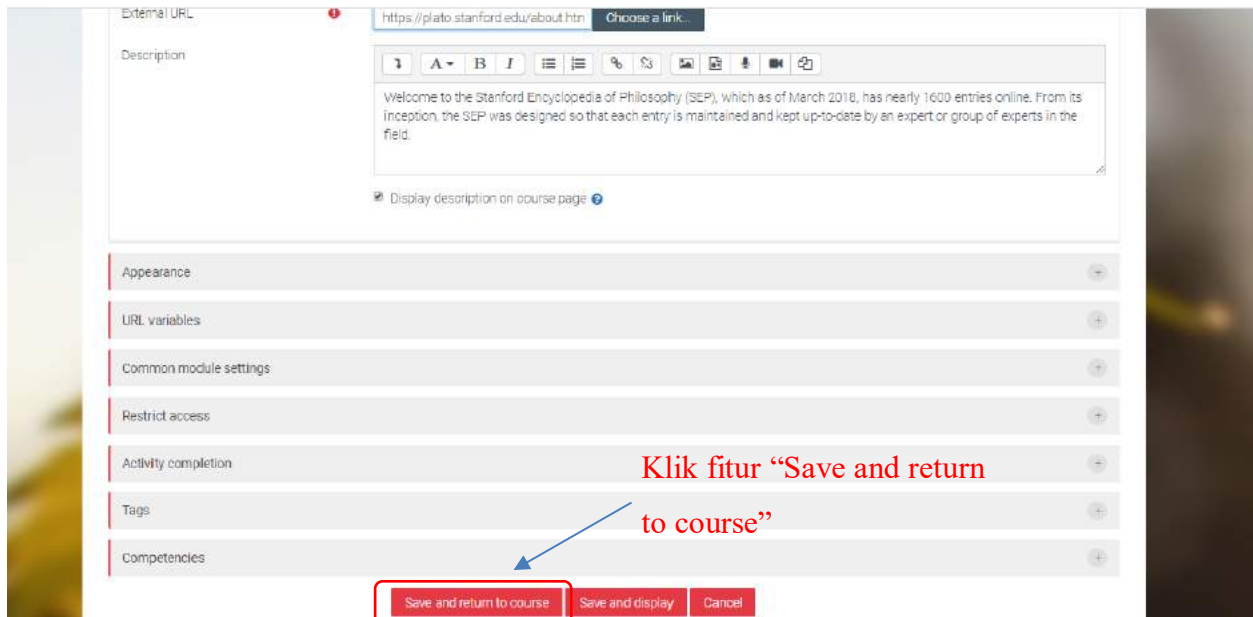 External URL
https://plato.stanford.edu/about.htn Choose a link...
Description
A B I
Welcome to the Stanford Encyclopedia of Philosophy (SEP), which as of March 2018, has nearly 1600 entries online. From its
inception, the SEP was designed so that each entry is maintained and kept up-to-date by an expert or group of experts in the
field.
Display description on course page
Appearance
URL variables
Common module settings
Restrict access
Activity completion
Klik fitur “Save and return
to course”
Tags
Competencies
Save and return to course Save and display Cancel